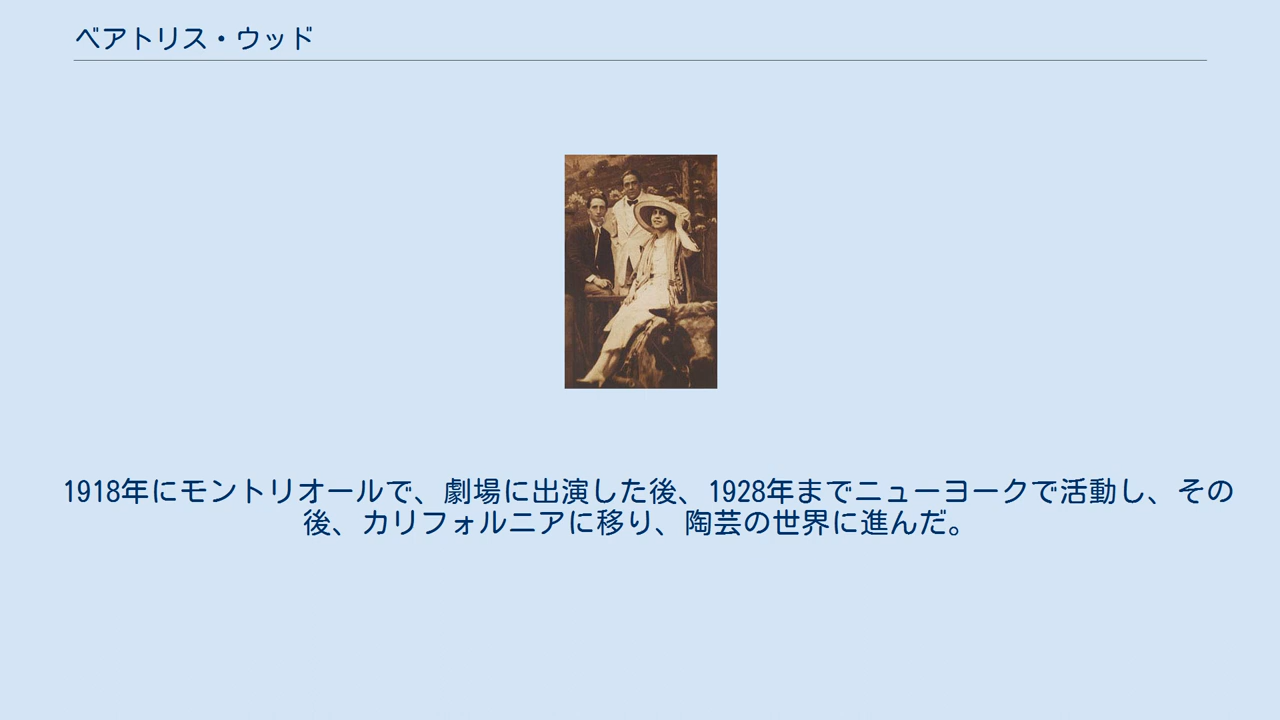 ベアトリス・ウッド
1918年にモントリオールで、劇場に出演した後、1928年までニューヨークで活動し、その
後、カリフォルニアに移り、陶芸の世界に進んだ。